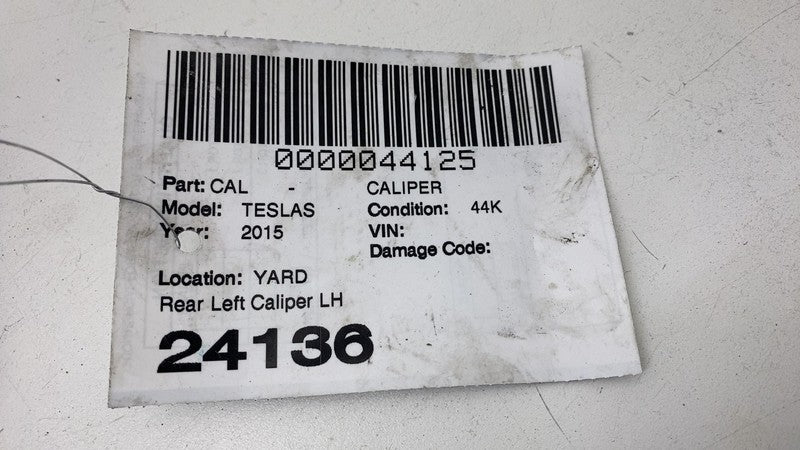 0000044125
Part: CAL - CALIPER
Model: TESLAS Condition: 44K
Year: 2015 VIN:
Damage Code:
Location: YARD
Rear Left Caliper LH
24136